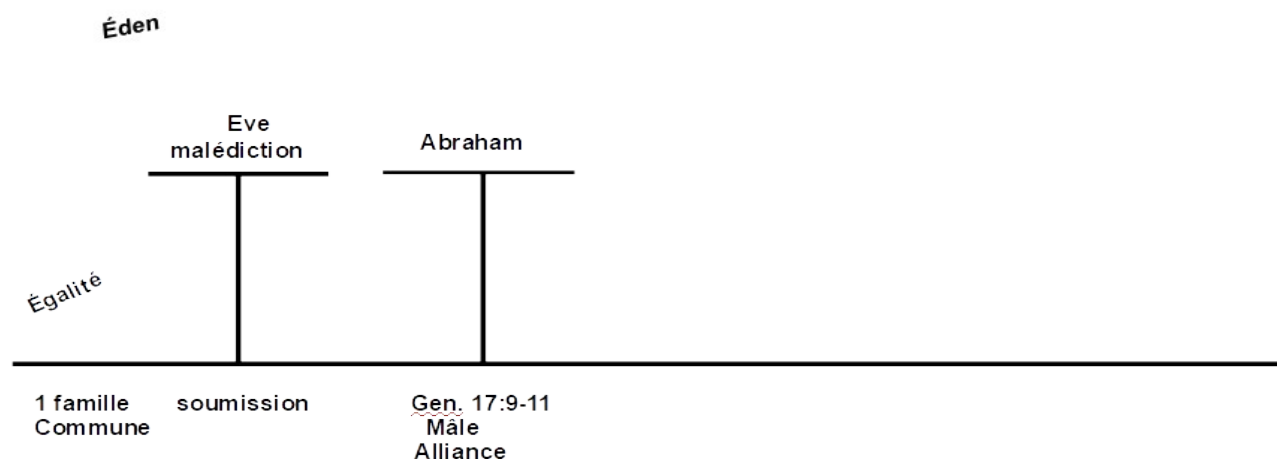 Éden
Eve
malédiction
Abraham
Égalité
1 famille
Commune
soumission
Gen. 17:9-11
Mâle
Alliance